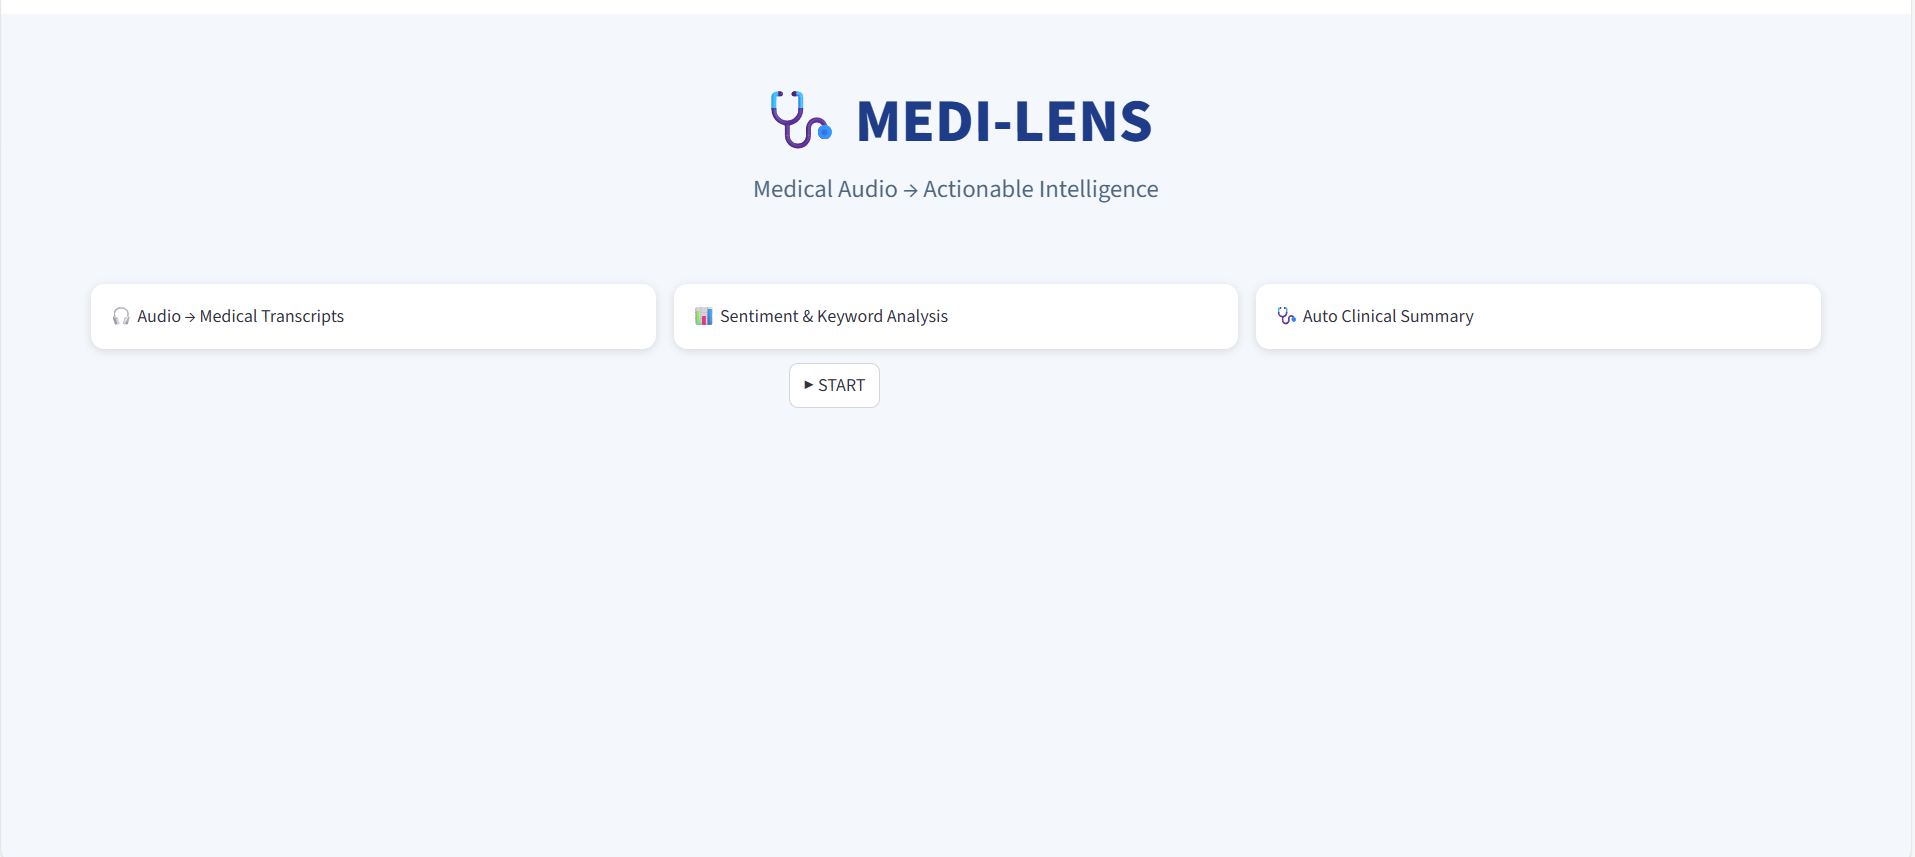 MEDI-LENS
Medical Audio → Actionable Intelligence
Audio → Medical Transcripts
Sentiment & Keyword Analysis
Auto Clinical Summary
▶ START